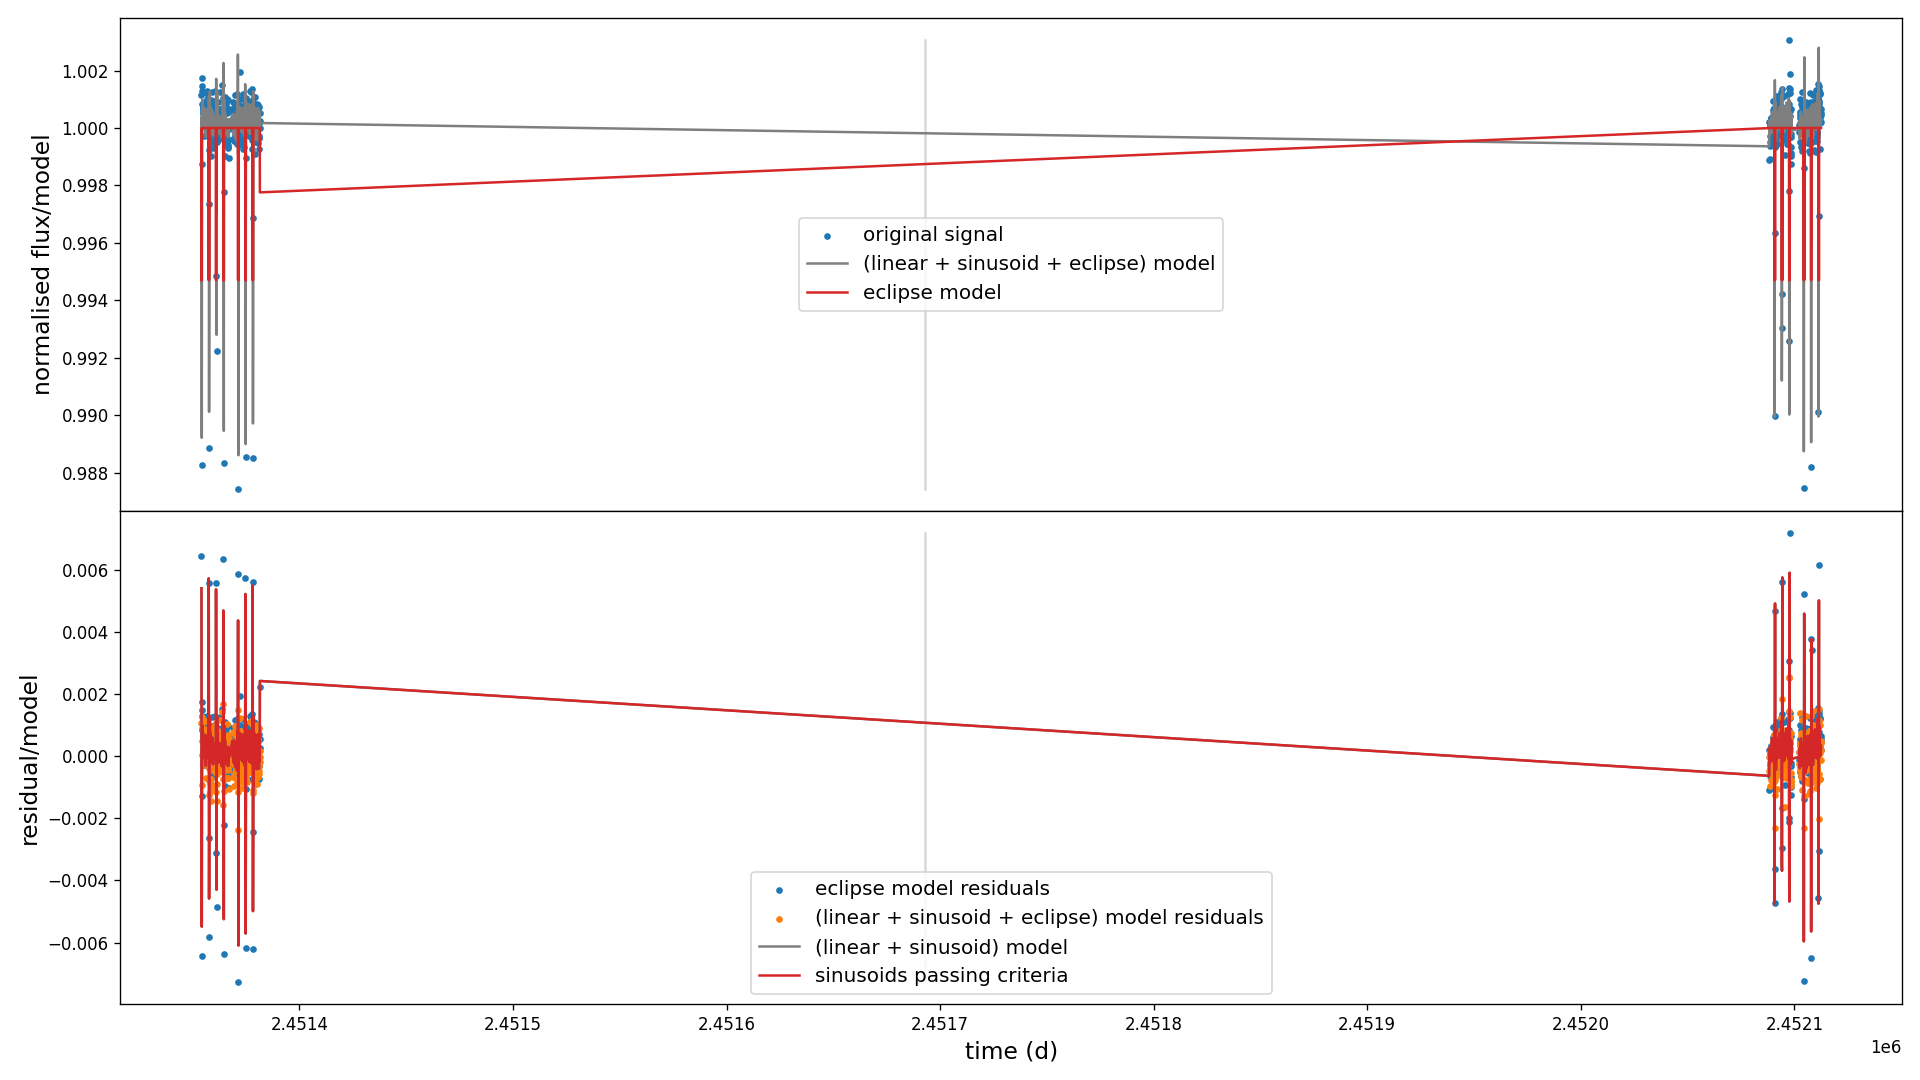 normalised flux/model
1.002
1.000
0.998
0.996
0.994
0.992
0.990
0.988
original signal
(linear + sinusoid + eclipse) model
eclipse model
residual/model
0.006
0.004
0.002
0.000
−0.002
−0.004
−0.006
eclipse model residuals
(linear + sinusoid + eclipse) model residuals
(linear + sinusoid) model
sinusoids passing criteria
2.4514 2.4515 2.4516 2.4517 2.4518 2.4519 2.4520 2.4521
time (d)
1e6